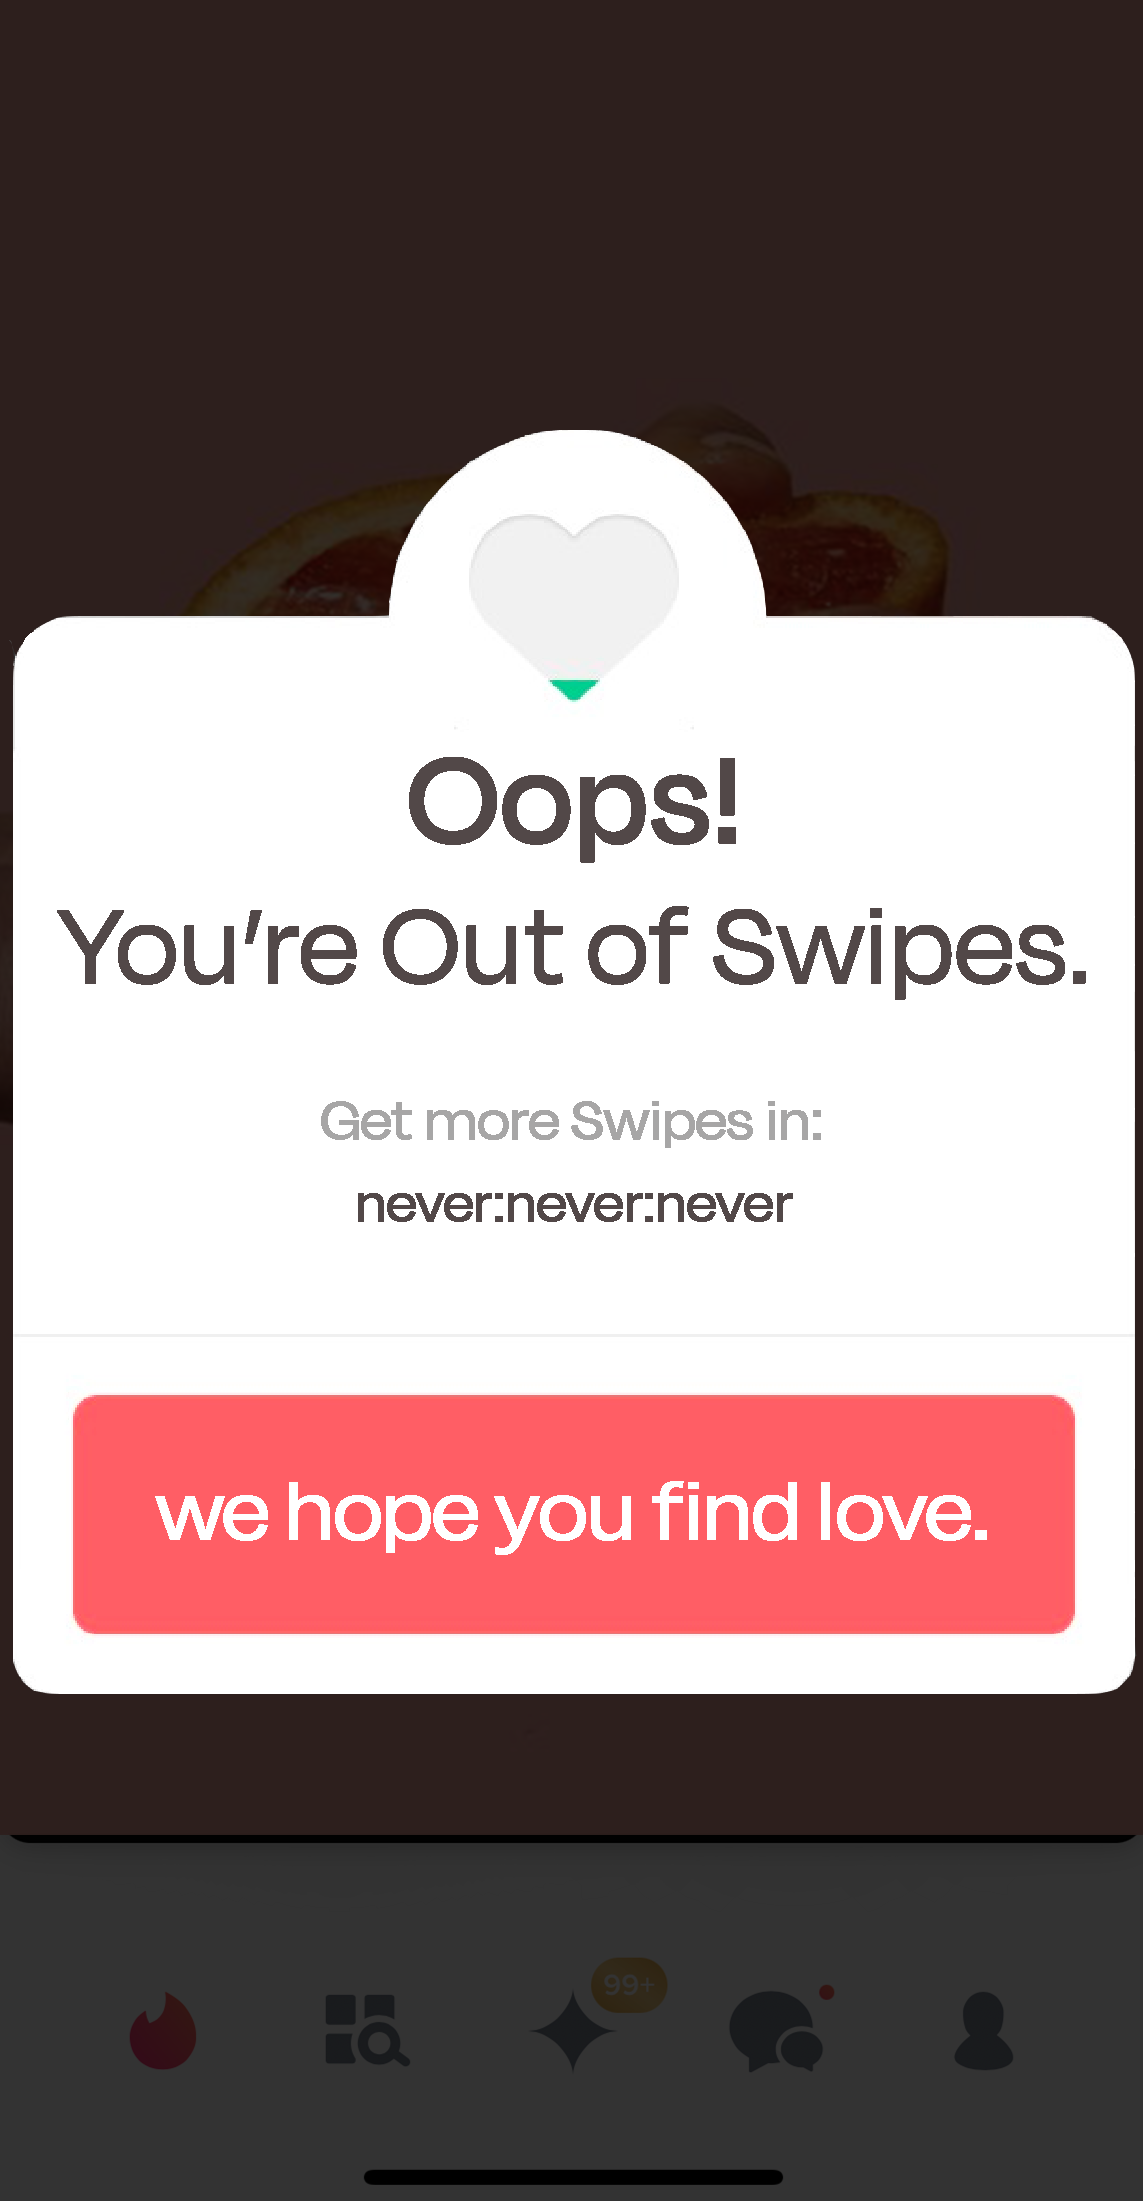 Oops!
You're Out of Swipes.
Get more Swipes in:
never:never:never
we hope you find love.
99+